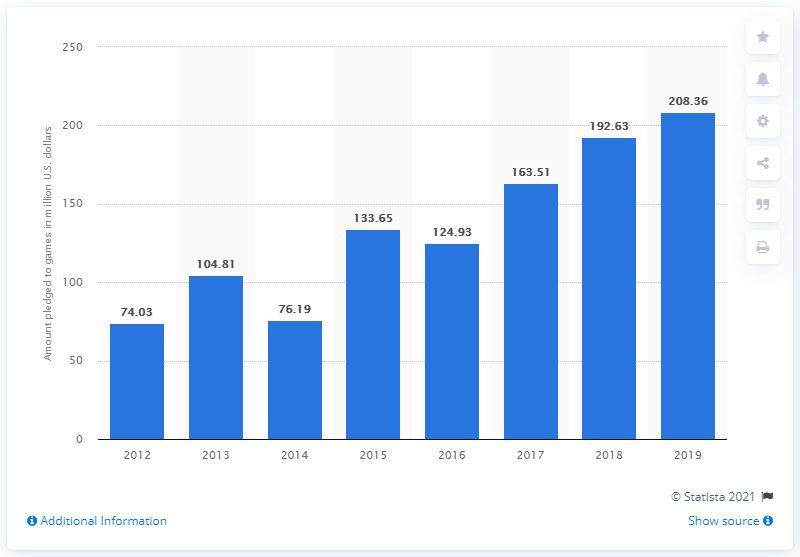 Amount pledged to games in million U.S. dollars
250
200
150
100
50
0
74.03
104.81
76.19
133.65
124.93
163.51
192.63
208.36
2012 2013 2014 2015 2016 2017 2018 2019
© Statista 2021
Additional Information
Show source